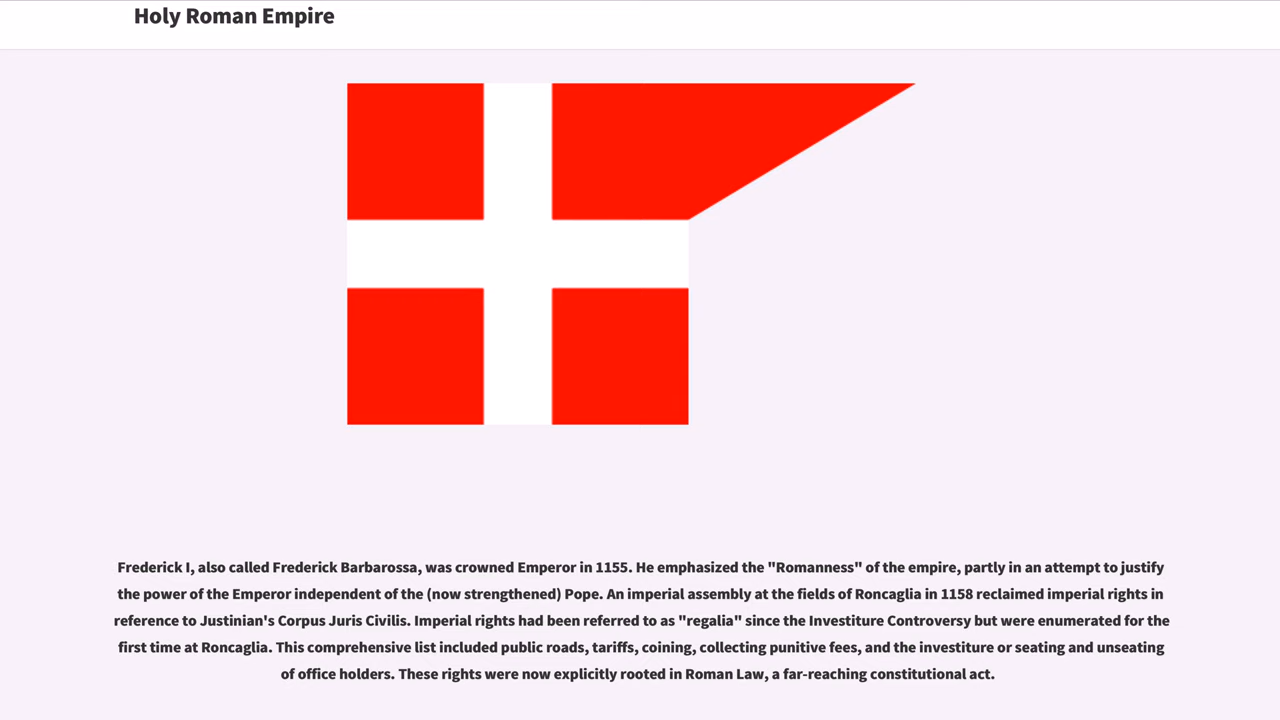 Holy Roman Empire
Frederick I, also called Frederick Barbarossa, was crowned Emperor in 1155. He emphasized the "Romanness" of the empire, partly in an attempt to justify
the power of the Emperor independent of the (now strengthened) Pope. An imperial assembly at the fields of Roncaglia in 1158 reclaimed imperial rights in
reference to Justinian's Corpus Juris Civilis. Imperial rights had been referred to as "regalia" since the Investiture Controversy but were enumerated for the
first time at Roncaglia. This comprehensive list included public roads, tariffs, coining, collecting punitive fees, and the investiture or seating and unseating
of office holders. These rights were now explicitly rooted in Roman Law, a far-reaching constitutional act.